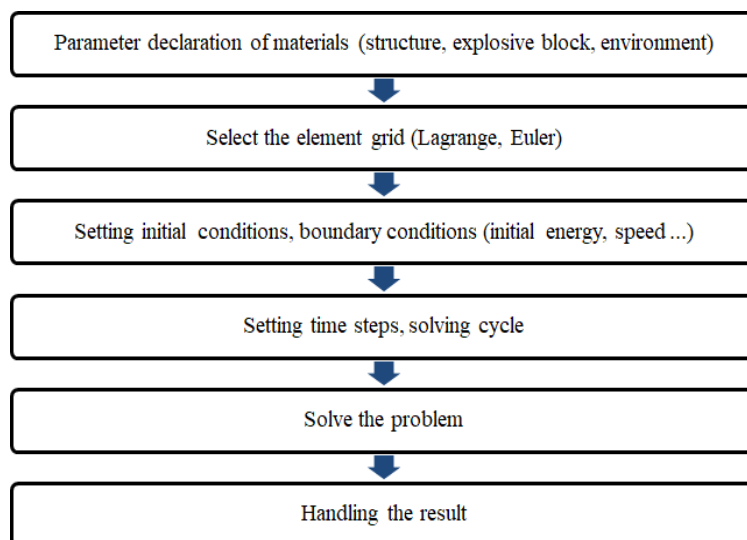 Parameter declaration of materials (structure, explosive block, environment)
Select the element grid (Lagrange, Euler)
Setting initial conditions, boundary conditions (initial energy, speed ...)
Setting time steps, solving cycle
Solve the problem
Handling the result